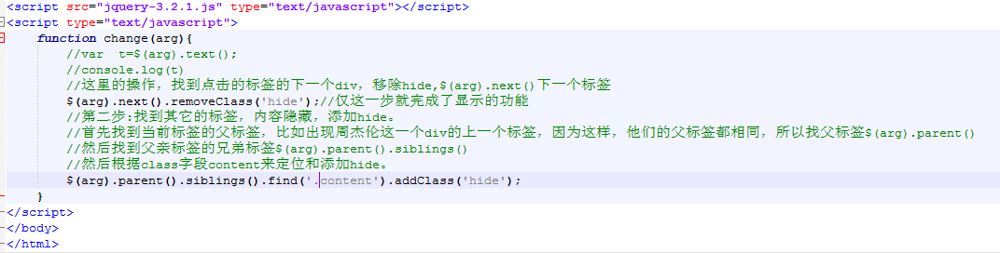 <script src="jquery-3.2.1.js" type="text/javascript"></script>
<script type="text/javascript">
function change(arg){
//var  t=$(arg).text();
//console.log(t)
//这里的操作，找到点击的标签的下一个div，移除hide,$(arg).next()下一个标签
$(arg).next().removeClass('hide');//仅这一步就完成了显示的功能
//第二步:找到其它的标签，内容隐藏，添加hide。
//首先找到当前标签的父标签，比如出现周杰伦这一个div的上一个标签，因为这样，他们的父标签都相同，所以找父标签$(arg).parent()
//然后找到父亲标签的兄弟标签$(arg).parent().siblings()
//然后根据class字段content来定位和添加hide。
$(arg).parent().siblings().find('.content').addClass('hide');
}
</script>
</body>
</html>